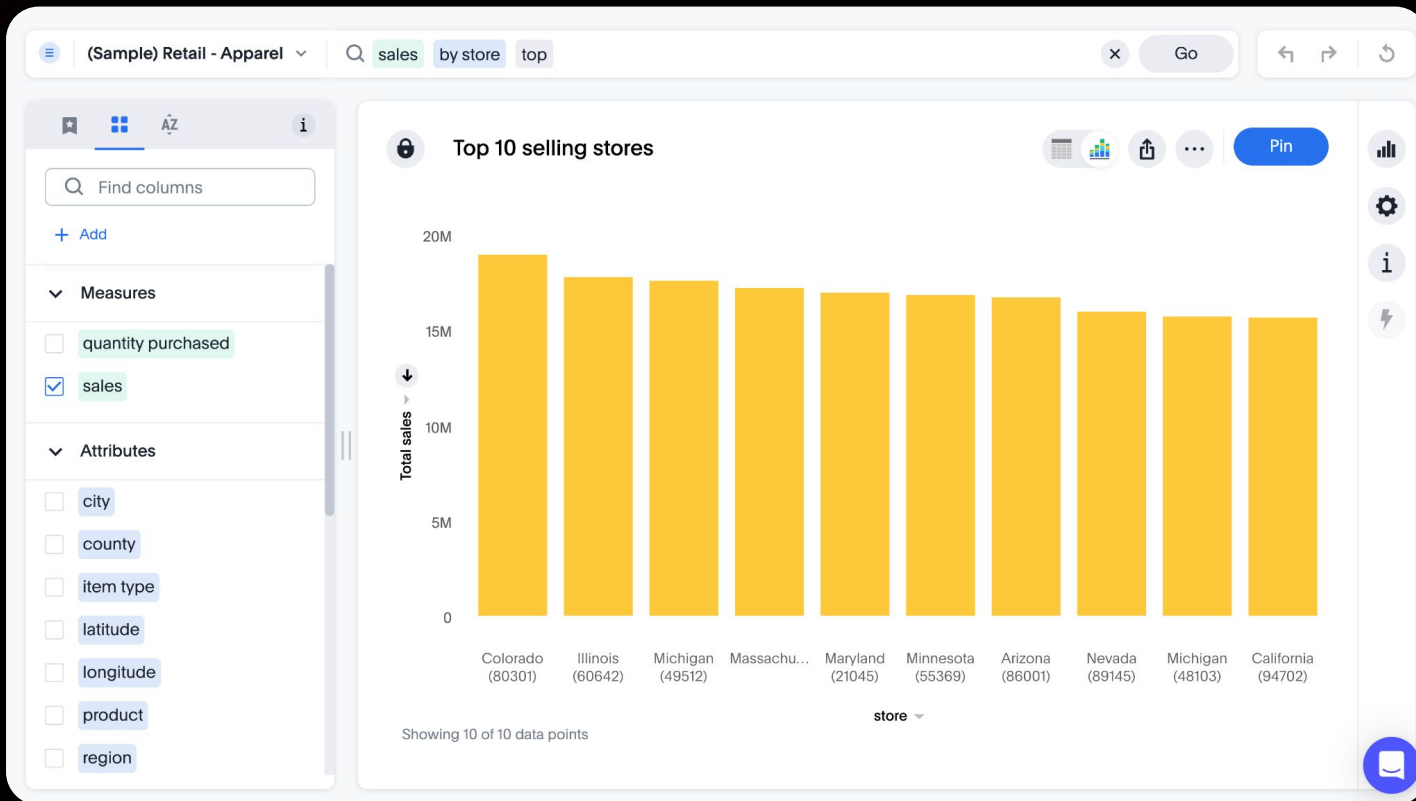 (Sample) Retail - Apparel
sales by store top
Go
Find columns
+ Add
Measures
quantity purchased
sales
Attributes
city
county
item type
latitude
longitude
product
region
Top 10 selling stores
Pin
20M
15M
10M
5M
0
Total sales
Colorado (80301)
Illinois (60642)
Michigan (49512)
Massachu...
Maryland (21045)
Minnesota (55369)
Arizona (86001)
Nevada (89145)
Michigan (48103)
California (94702)
store
Showing 10 of 10 data points